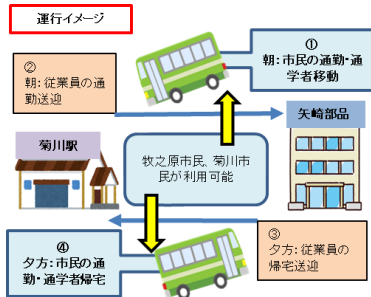 運行イメージ
①
朝:市民の通勤・通
学者移動
②
朝:従業員の通
勤送迎
矢崎部品
菊川駅
牧之原市民、菊川市
民が利用可能
④
夕方:市民の通
勤・通学者帰宅
③
夕方:従業員の
帰宅送迎